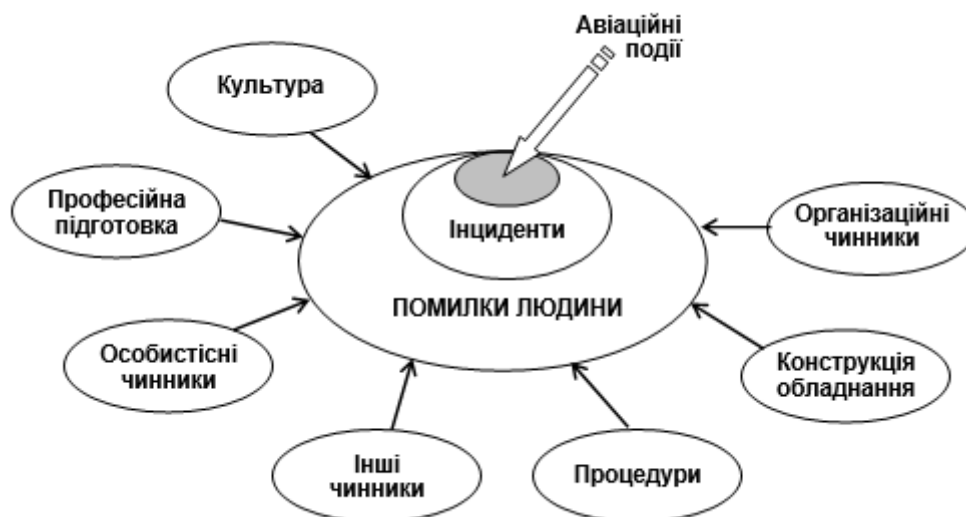 Авіаційні
події
Культура
Професійна
підготовка
Інциденти
Організаційні
чинники
ПОМИЛКИ ЛЮДИНИ
Особистісні
чинники
Конструкція
обладнання
Інші
чинники
Процедури